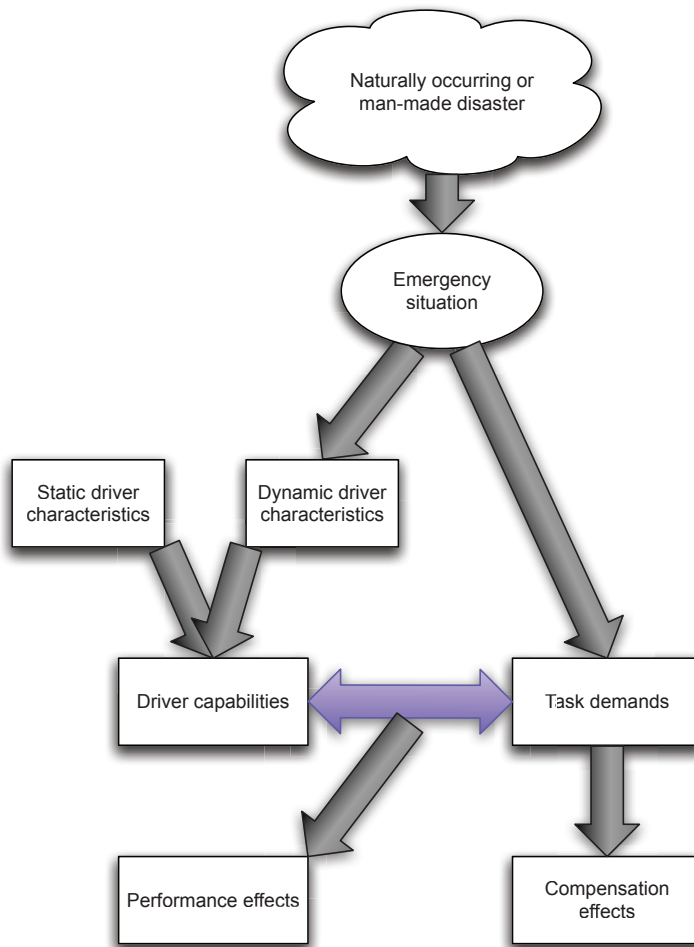 Naturally occurring or
man-made disaster
Emergency
situation
Static driver
characteristics
Dynamic driver
characteristics
Driver capabilities
Task demands
Performance effects
Compensation
effects